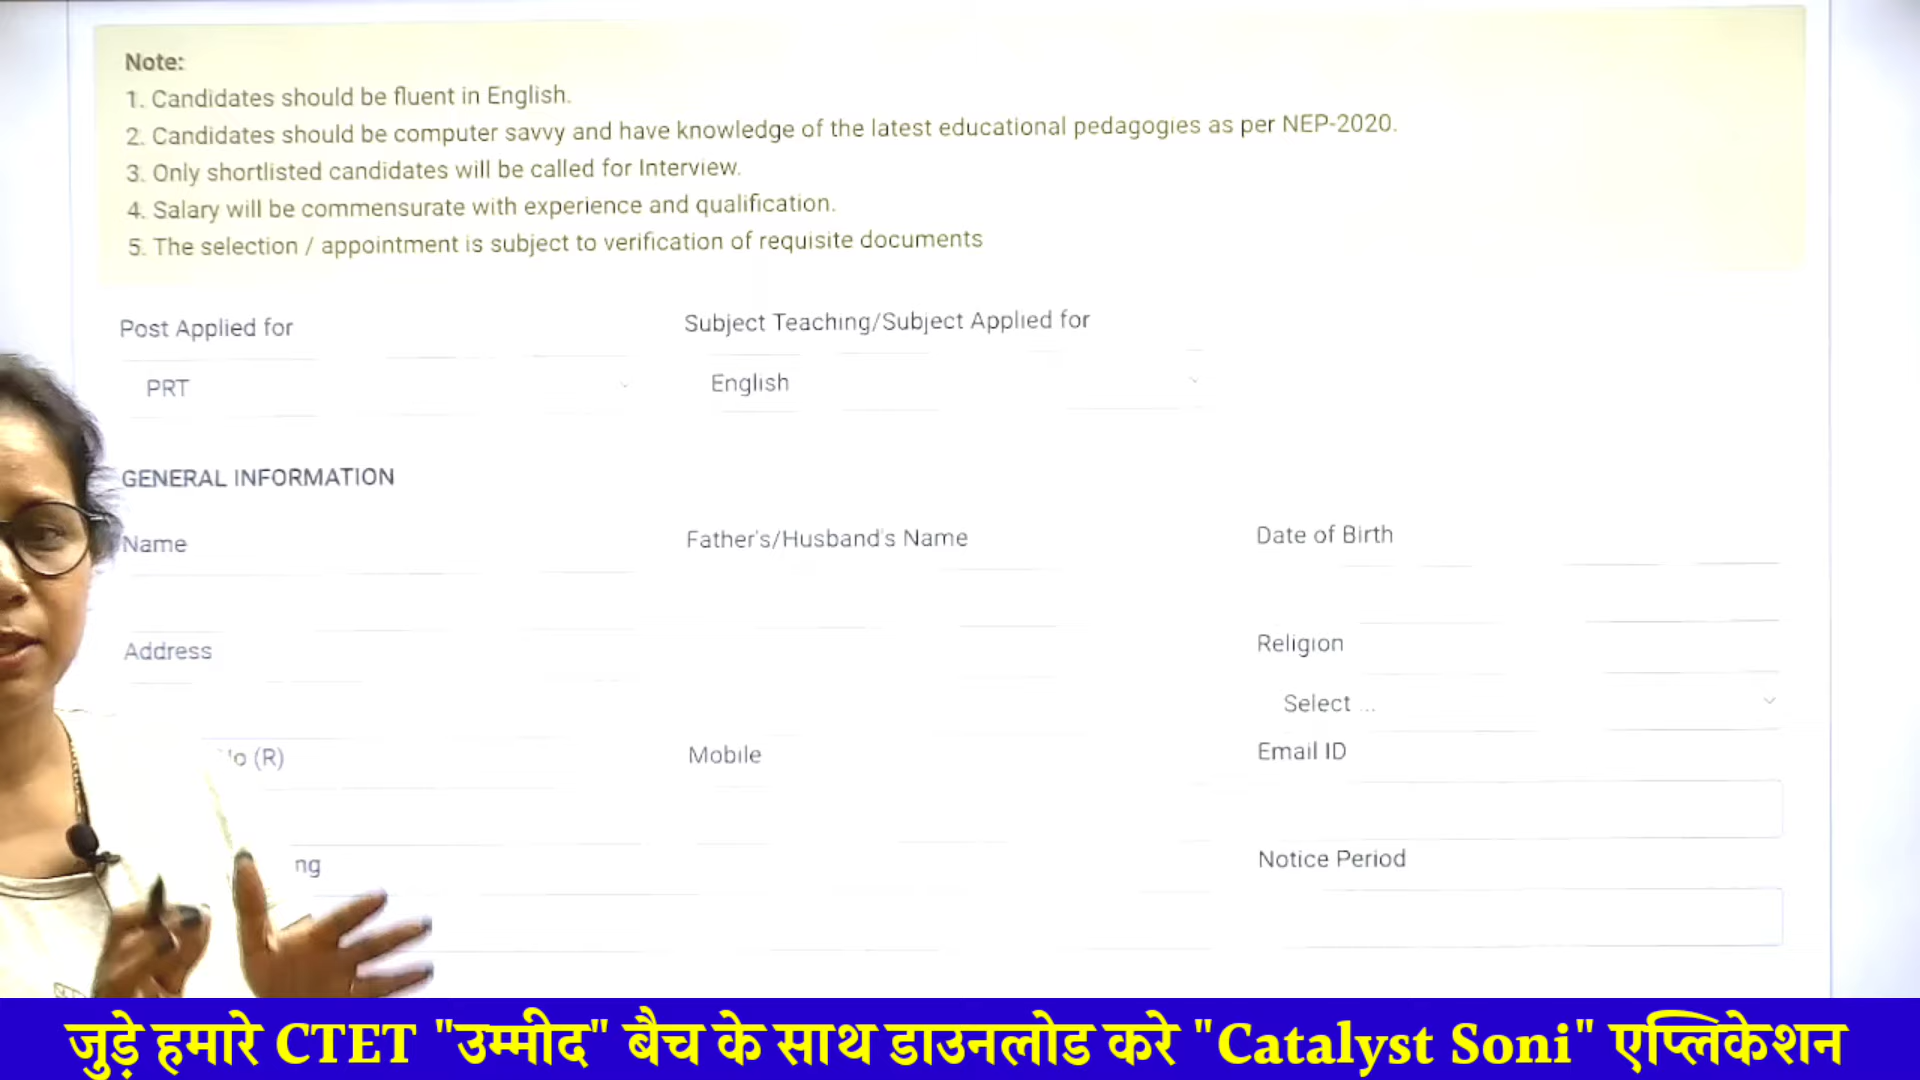 Note:
1. Candidates should be fluent in English.
2. Candidates should be computer savvy and have knowledge of the latest educational pedagogies as per NEP-2020.
3. Only shortlisted candidates will be called for Interview.
4. Salary will be commensurate with experience and qualification.
5. The selection / appointment is subject to verification of requisite documents
Post Applied for
Subject Teaching/Subject Applied for
PRT
English
GENERAL INFORMATION
Name
Father's/Husband's Name
Date of Birth
Address
Religion
Select ...
(R)
Mobile
Email ID
Notice Period
जुड़े हमारे CTET "उम्मीद" बैच के साथ डाउनलोड करे "Catalyst Soni" एप्लिकेशन